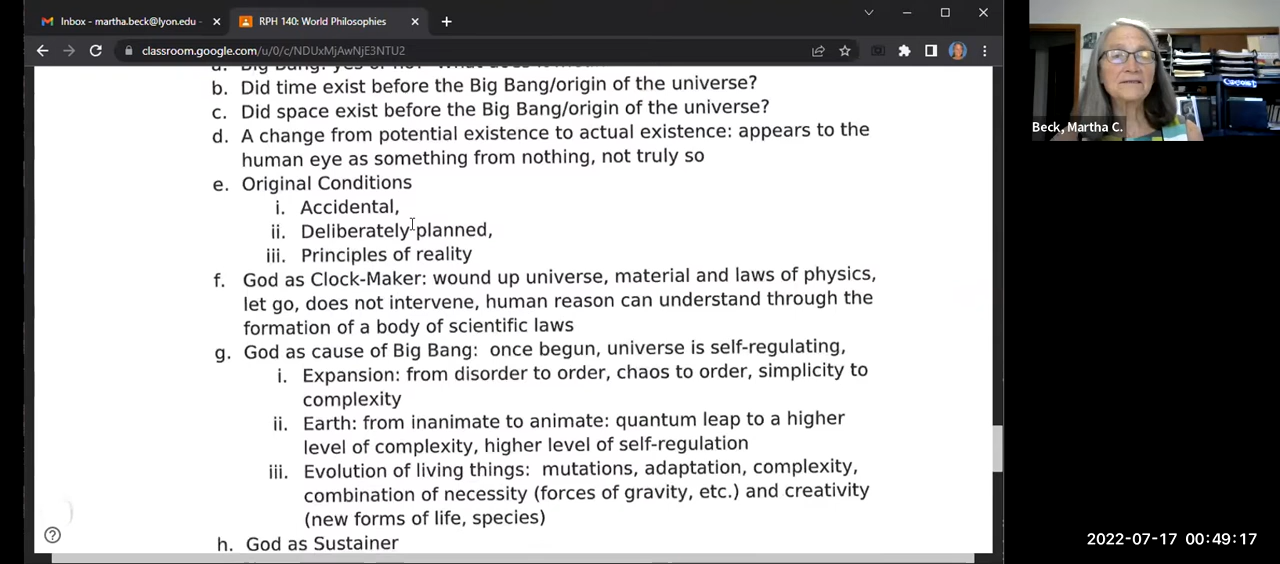 Inbox - martha.beck@lyon.edu -
RPH 140: World Philosophies
classroom.google.com/u/0/c/NDUxMjAwNjE3NTU2
b. Did time exist before the Big Bang/origin of the universe?
c. Did space exist before the Big Bang/origin of the universe?
d. A change from potential existence to actual existence: appears to the
human eye as something from nothing, not truly so
e. Original Conditions
i. Accidental,
ii. Deliberately planned,
iii. Principles of reality
f. God as Clock-Maker: wound up universe, material and laws of physics,
let go, does not intervene, human reason can understand through the
formation of a body of scientific laws
g. God as cause of Big Bang: once begun, universe is self-regulating,
i. Expansion: from disorder to order, chaos to order, simplicity to
complexity
ii. Earth: from inanimate to animate: quantum leap to a higher
level of complexity, higher level of self-regulation
iii. Evolution of living things: mutations, adaptation, complexity,
combination of necessity (forces of gravity, etc.) and creativity
(new forms of life, species)
h. God as Sustainer
Beck, Martha C.
2022-07-17 00:49:17